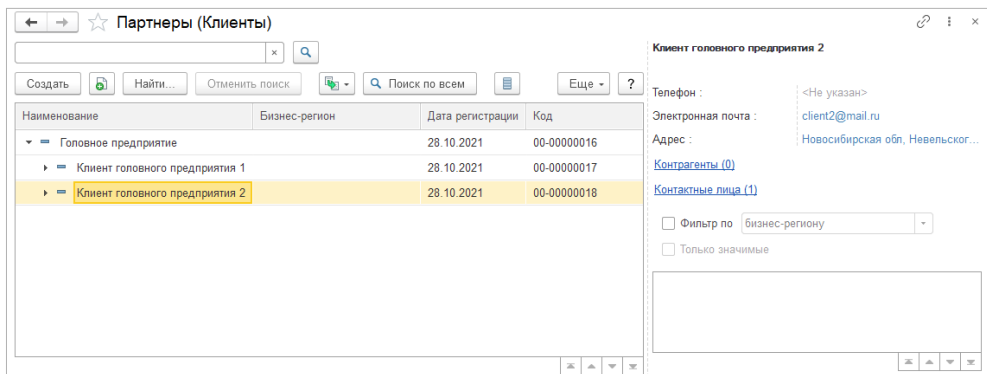 Партнеры (Клиенты)
Создать Найти... Отменить поиск Поиск по всем Еще ?
Наименование Бизнес-регион Дата регистрации Код
Головное предприятие 28.10.2021 00-00000016
Клиент головного предприятия 1 28.10.2021 00-00000017
Клиент головного предприятия 2 28.10.2021 00-00000018
Клиент головного предприятия 2
Телефон : <Не указан>
Электронная почта : client2@mail.ru
Адрес : Новосибирская обл, Невельског...
Контрагенты (0)
Контактные лица (1)
Фильтр по бизнес-региону
Только значимые